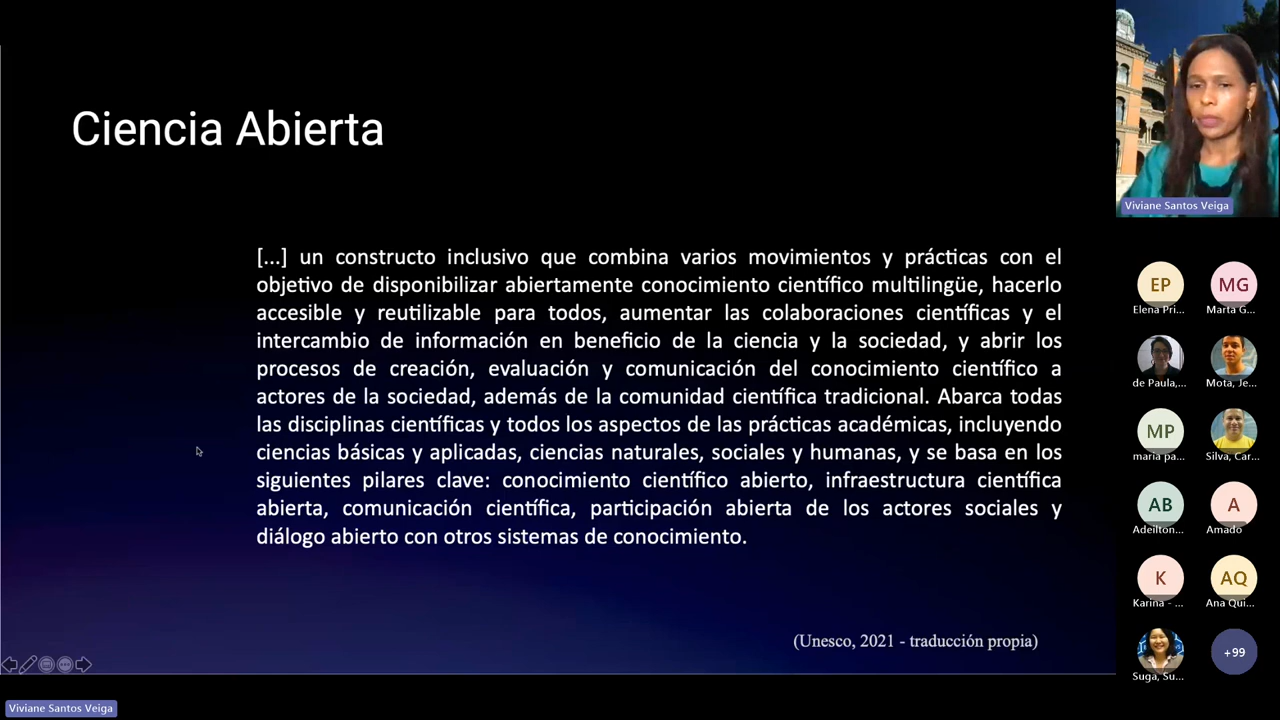 Ciencia Abierta
[...] un constructo inclusivo que combina varios movimientos y prácticas con el
objetivo de disponibilizar abiertamente conocimiento científico multilingüe, hacerlo
accesible y reutilizable para todos, aumentar las colaboraciones científicas y el
intercambio de información en beneficio de la ciencia y la sociedad, y abrir los
procesos de creación, evaluación y comunicación del conocimiento científico a
actores de la sociedad, además de la comunidad científica tradicional. Abarca todas
las disciplinas científicas y todos los aspectos de las prácticas académicas, incluyendo
ciencias básicas y aplicadas, ciencias naturales, sociales y humanas, y se basa en los
siguientes pilares clave: conocimiento científico abierto, infraestructura científica
abierta, comunicación científica, participación abierta de los actores sociales y
diálogo abierto con otros sistemas de conocimiento.
(Unesco, 2021 - traducción propia)
Viviane Santos Veiga
Viviane Santos Veiga
EP
Elena Pri...
MG
Marta G...
de Paula,...
Mota, Je...
MP
maria pa...
Silva, Car...
AB
Adeilton...
A
Amado
K
Karina - ...
AQ
Ana Qui...
Suga, Su...
+99